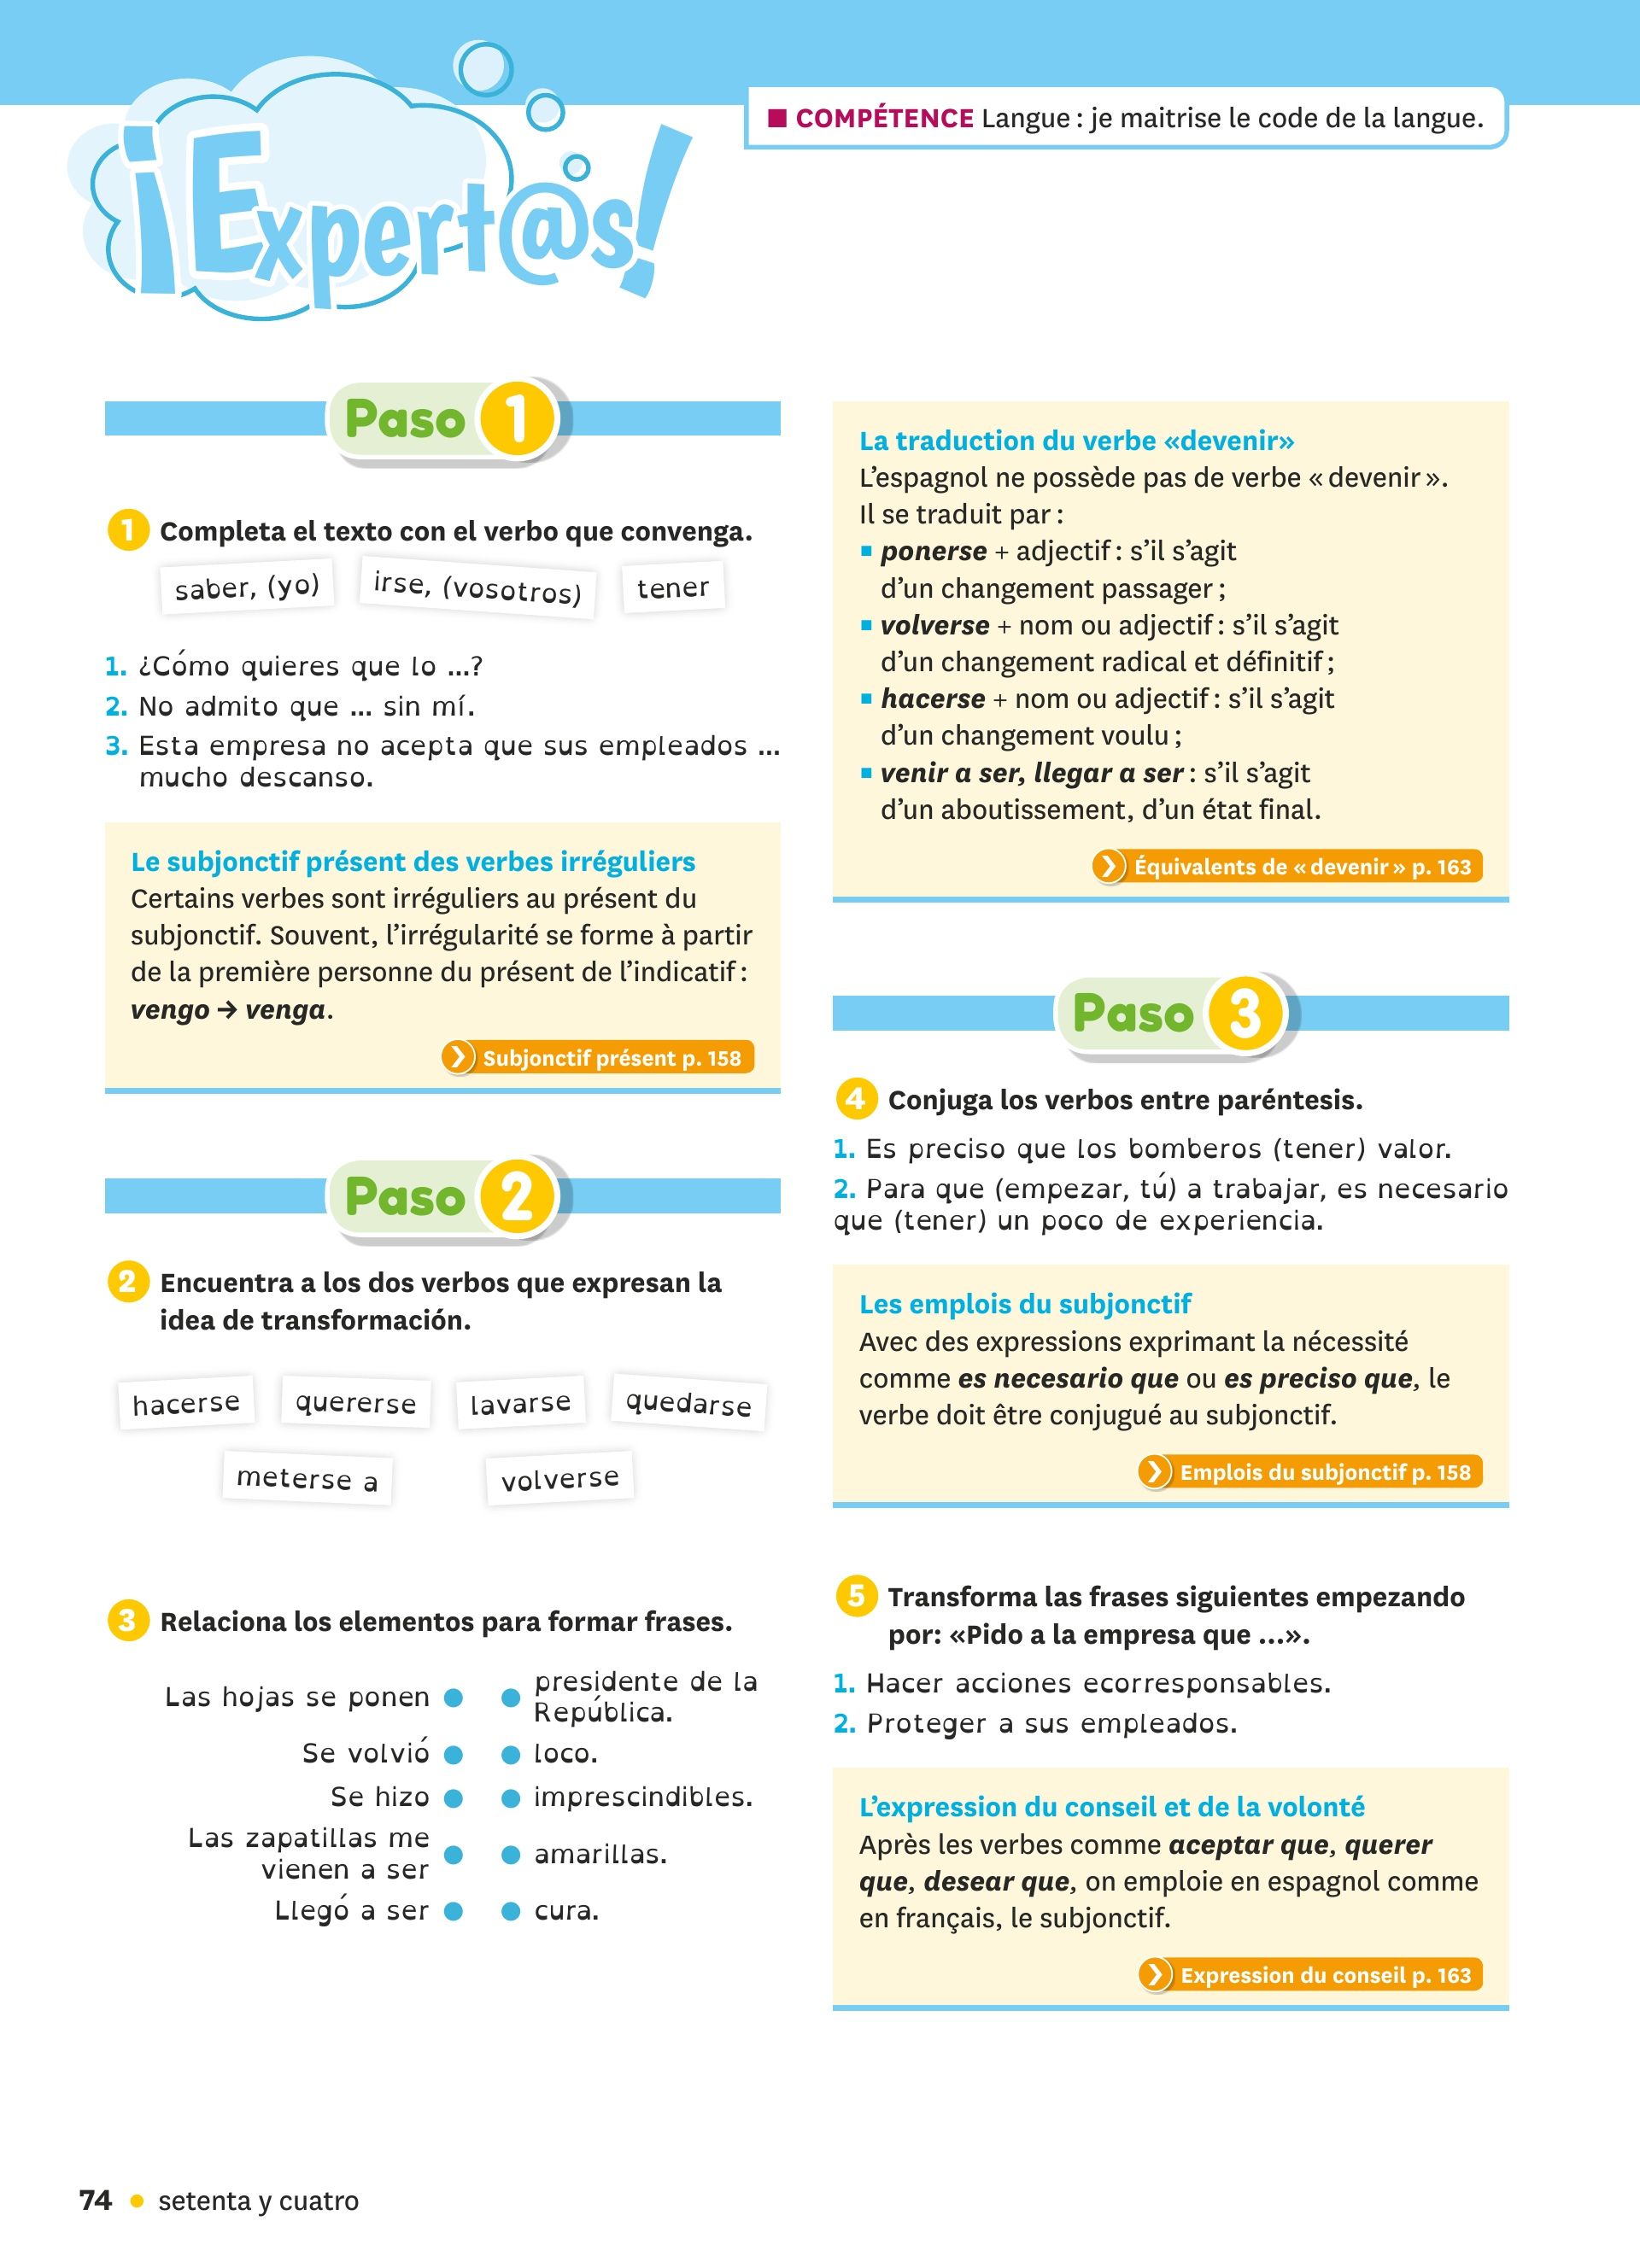 ¡Expert@s!
■ COMPÉTENCE Langue : je maitrise le code de la langue.
Paso 1
1 Completa el texto con el verbo que convenga.
saber, (yo) irse, (vosotros) tener
1. ¿Cómo quieres que lo ...?
2. No admito que ... sin mí.
3. Esta empresa no acepta que sus empleados ...
mucho descanso.
Le subjonctif présent des verbes irréguliers
Certains verbes sont irréguliers au présent du
subjonctif. Souvent, l’irrégularité se forme à partir
de la première personne du présent de l’indicatif :
vengo → venga.
Subjonctif présent p. 158
Paso 2
2 Encuentra a los dos verbos que expresan la
idea de transformación.
hacerse quererse lavarse quedarse
meterse a volverse
3 Relaciona los elementos para formar frases.
Las hojas se ponen ● ● presidente de la
República.
Se volvió ● ● loco.
Se hizo ● ● imprescindibles.
Las zapatillas me
vienen a ser ● ● amarillas.
Llegó a ser ● ● cura.
La traduction du verbe «devenir»
L’espagnol ne possède pas de verbe « devenir ».
Il se traduit par :
▪ ponerse + adjectif : s’il s’agit
d’un changement passager ;
▪ volverse + nom ou adjectif : s’il s’agit
d’un changement radical et définitif ;
▪ hacerse + nom ou adjectif : s’il s’agit
d’un changement voulu ;
▪ venir a ser, llegar a ser : s’il s’agit
d’un aboutissement, d’un état final.
Équivalents de « devenir » p. 163
Paso 3
4 Conjuga los verbos entre paréntesis.
1. Es preciso que los bomberos (tener) valor.
2. Para que (empezar, tú) a trabajar, es necesario
que (tener) un poco de experiencia.
Les emplois du subjonctif
Avec des expressions exprimant la nécessité
comme es necesario que ou es preciso que, le
verbe doit être conjugué au subjonctif.
Emplois du subjonctif p. 158
5 Transforma las frases siguientes empezando
por: «Pido a la empresa que ...».
1. Hacer acciones ecorresponsables.
2. Proteger a sus empleados.
L’expression du conseil et de la volonté
Après les verbes comme aceptar que, querer
que, desear que, on emploie en espagnol comme
en français, le subjonctif.
Expression du conseil p. 163
74 ● setenta y cuatro